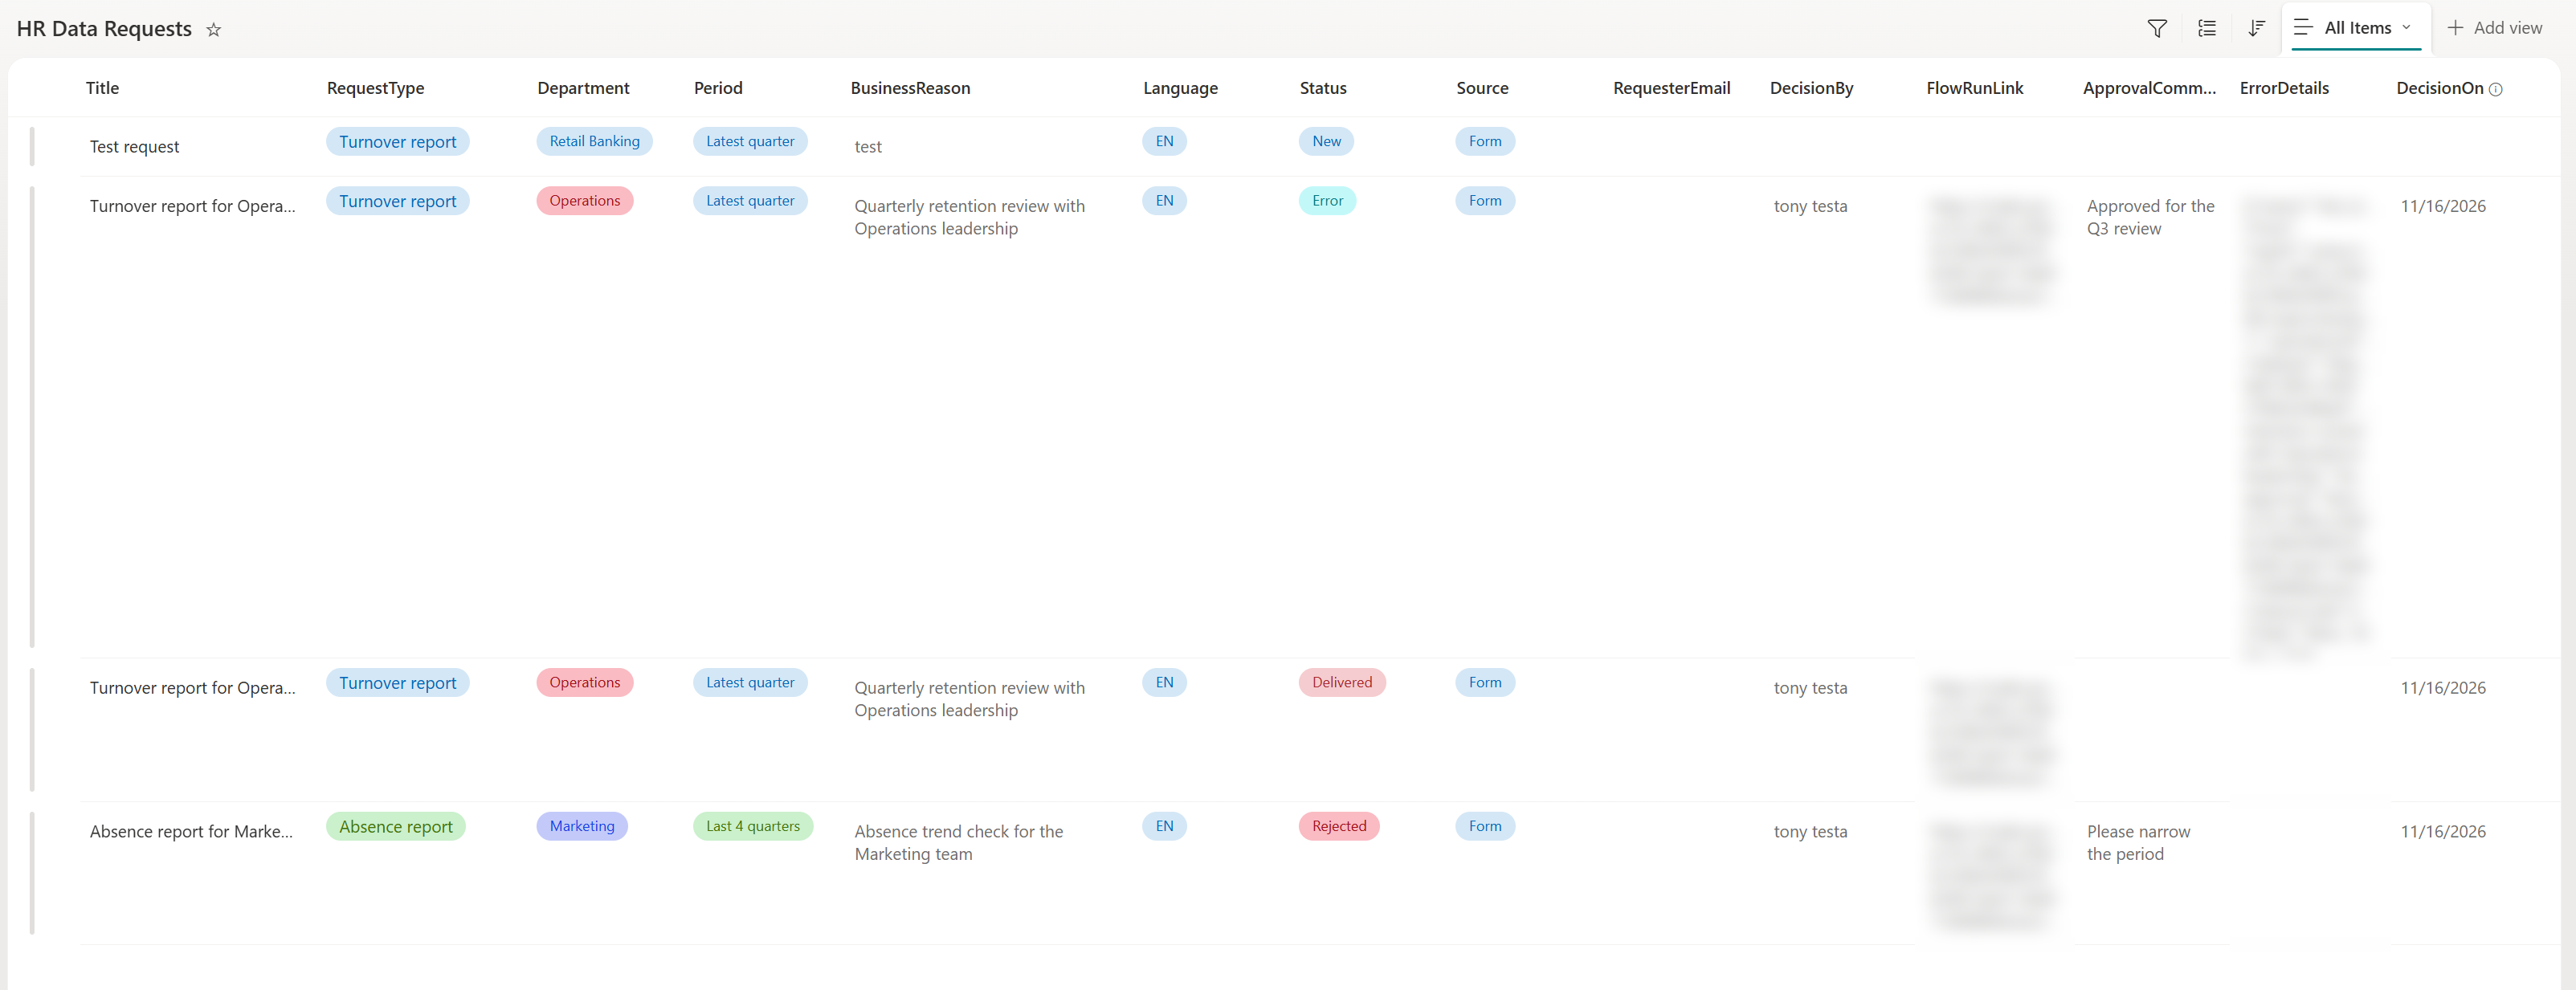 HR Data Requests
All Items
Add view
Title RequestType Department Period BusinessReason Language Status Source RequesterEmail DecisionBy FlowRunLink ApprovalComm... ErrorDetails DecisionOn
Test request Turnover report Retail Banking Latest quarter test EN New Form
Turnover report for Opera... Turnover report Operations Latest quarter Quarterly retention review with EN Error Form tony testa Approved for the 11/16/2026
Operations leadership Q3 review
Turnover report for Opera... Turnover report Operations Latest quarter Quarterly retention review with EN Delivered Form tony testa 11/16/2026
Operations leadership
Absence report for Marke... Absence report Marketing Last 4 quarters Absence trend check for the EN Rejected Form tony testa Please narrow 11/16/2026
Marketing team the period